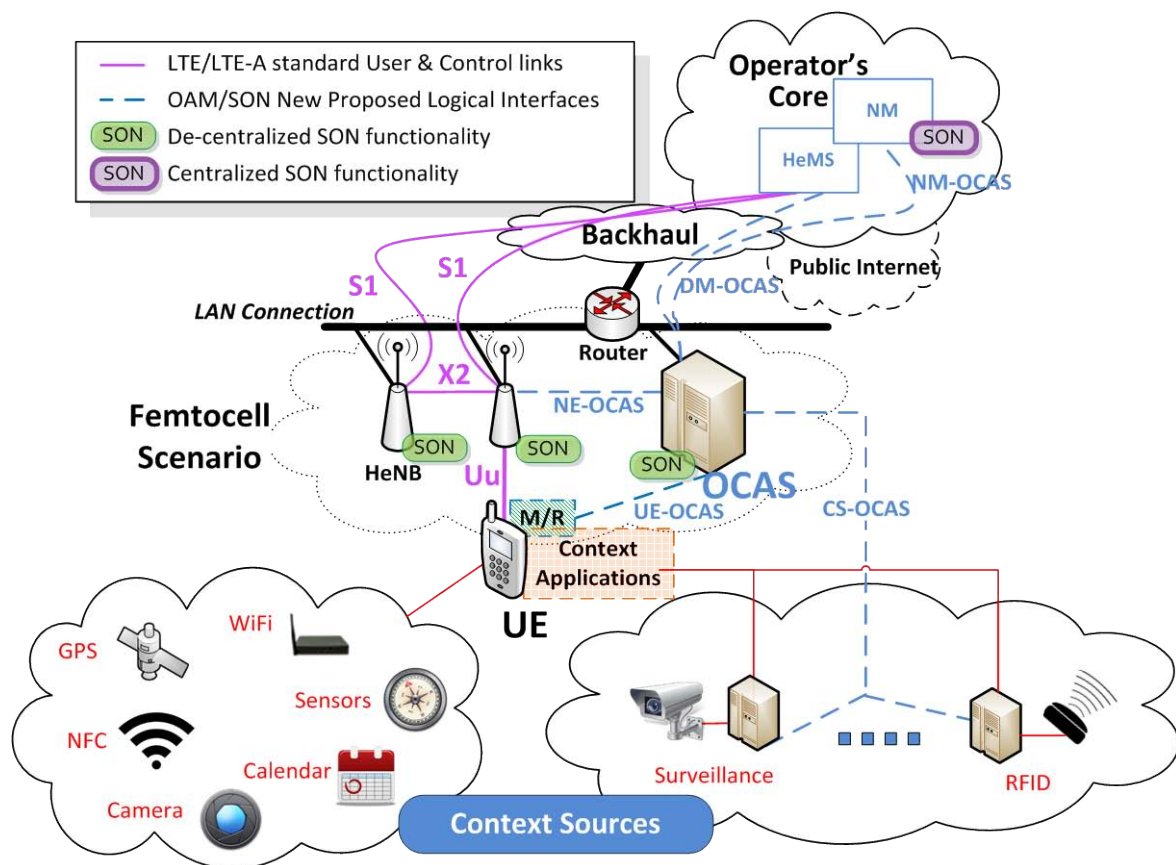 LTE/LTE-A standard User & Control links
OAM/SON New Proposed Logical Interfaces
SON De-centralized SON functionality
SON Centralized SON functionality
Operator's
Core
NM
SON
HeMS
NM-OCAS
Backhaul
Public Internet
S1
S1
DM-OCAS
LAN Connection
Router
X2
NE-OCAS
Femtocell
Scenario
SON
SON
SON
HeNB
Uu
OCAS
M/R
UE-OCAS
CS-OCAS
Context
Applications
UE
WiFi
GPS
Sensors
NFC
Calendar
Camera
Surveillance
RFID
Context Sources